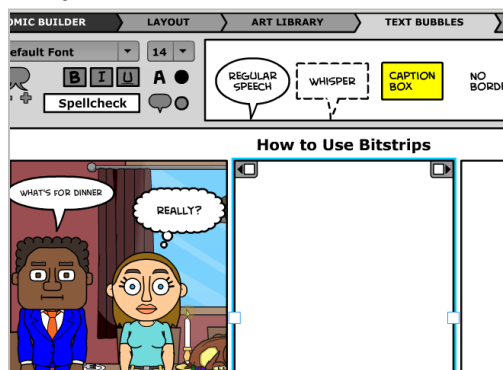 OMIC BUILDER LAYOUT ART LIBRARY TEXT BUBBLES
efault Font 14
B I U A
Spellcheck
REGULAR
SPEECH
WHISPER
CAPTION
BOX
NO
BORD
How to Use Bitstrips
WHAT'S FOR DINNER
REALLY?